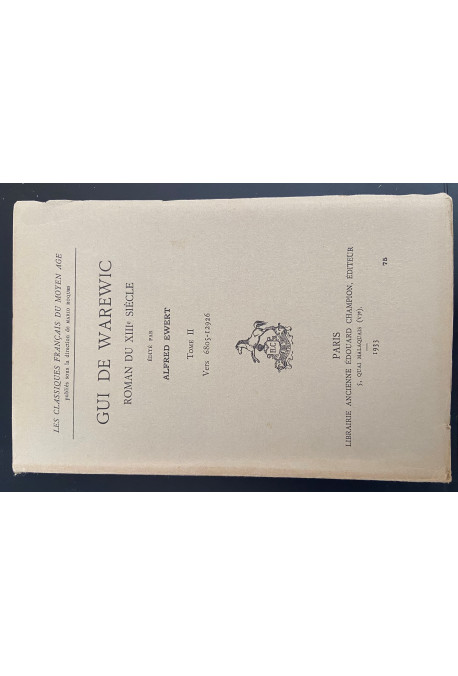 LES CLASSIQUES FRANÇAIS DU MOYEN AGE
publiés sous la direction de MARIO ROQUES
GUI DE WAREWIC
ROMAN DU XIIIe SIÈCLE
ÉDITÉ PAR
ALFRED EWERT
TOME II
Vers 6805-12926
H.C
PARIS
LIBRAIRIE ANCIENNE ÉDOUARD CHAMPION, ÉDITEUR
5, QUAI MALAQUAIS (VIe).
1933
7B